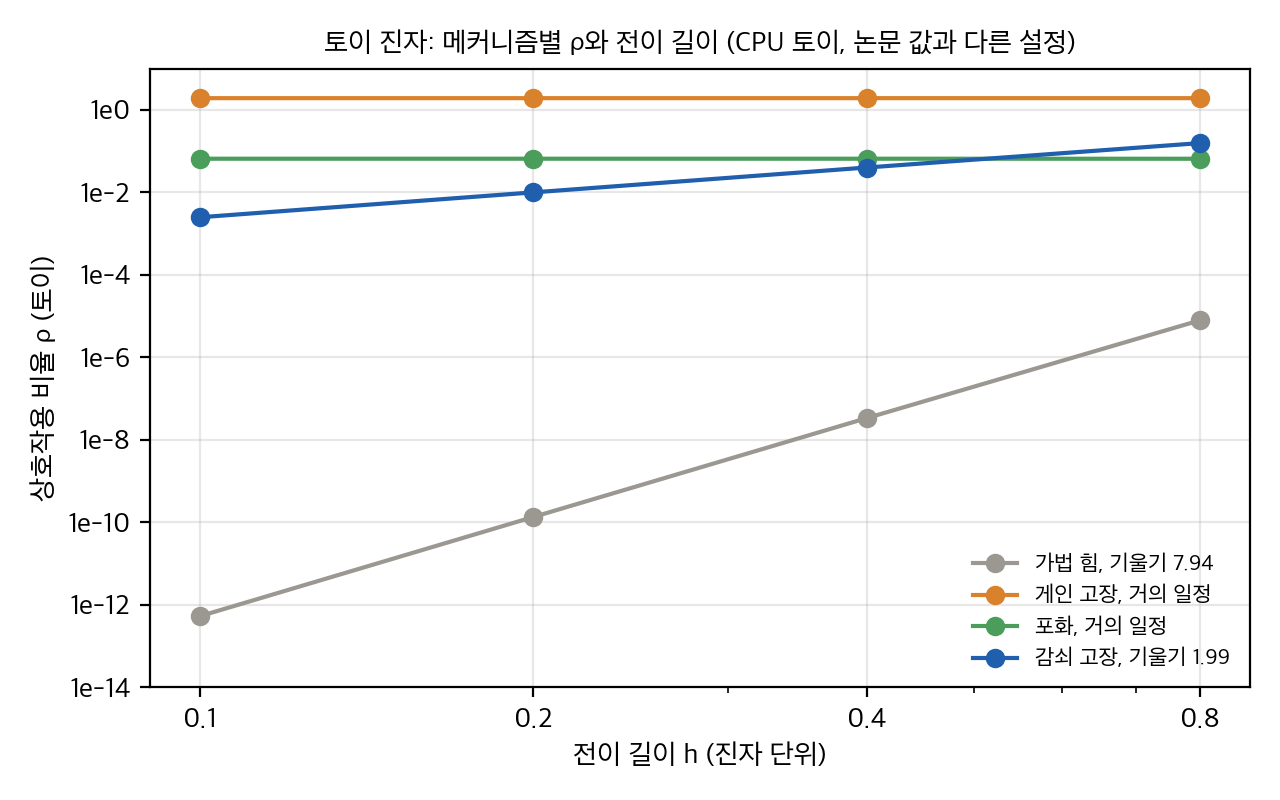 토이 진자: 메커니즘별 ρ와 전이 길이 (CPU 토이, 논문 값과 다른 설정)
상호작용 비율 ρ (토이)
1e0
1e−2
1e−4
1e−6
1e−8
1e−10
1e−12
1e−14
가법 힘, 기울기 7.94
게인 고장, 거의 일정
포화, 거의 일정
감쇠 고장, 기울기 1.99
0.1
0.2
0.4
0.8
전이 길이 h (진자 단위)